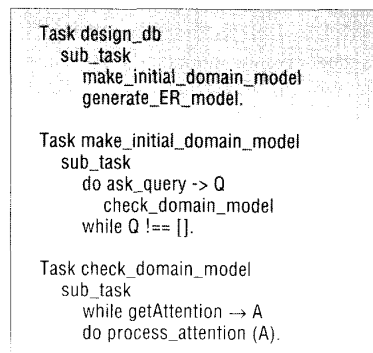 Task design_db
sub_task
make_initial_domain_model
generate_ER_model.
Task make_initial_domain_model
sub_task
do ask_query -> Q
check_domain_model
while Q !== [].
Task check_domain_model
sub_task
while getAttention → A
do process_attention (A).